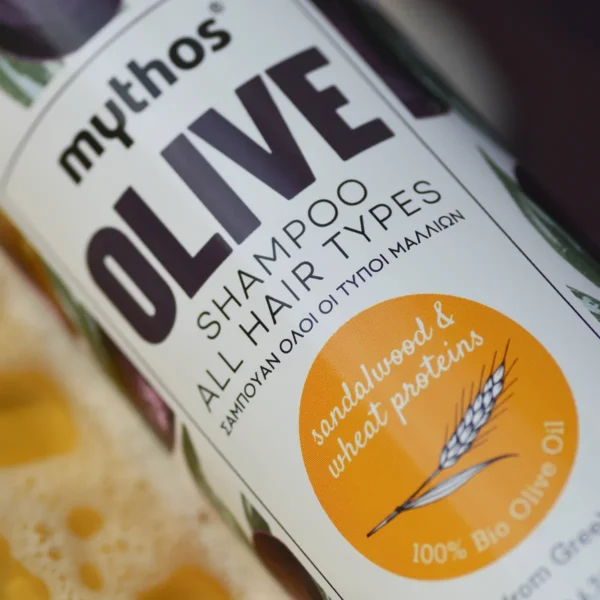 mythos®
OLIVE
SHAMPOO
ALL HAIR TYPES
ΣΑΜΠΟΥΑΝ ΟΛΟΙ ΟΙ ΤΥΠΟΙ ΜΑΛΛΙΩΝ
sandalwood &
wheat proteins
100% Bio Olive Oil
from